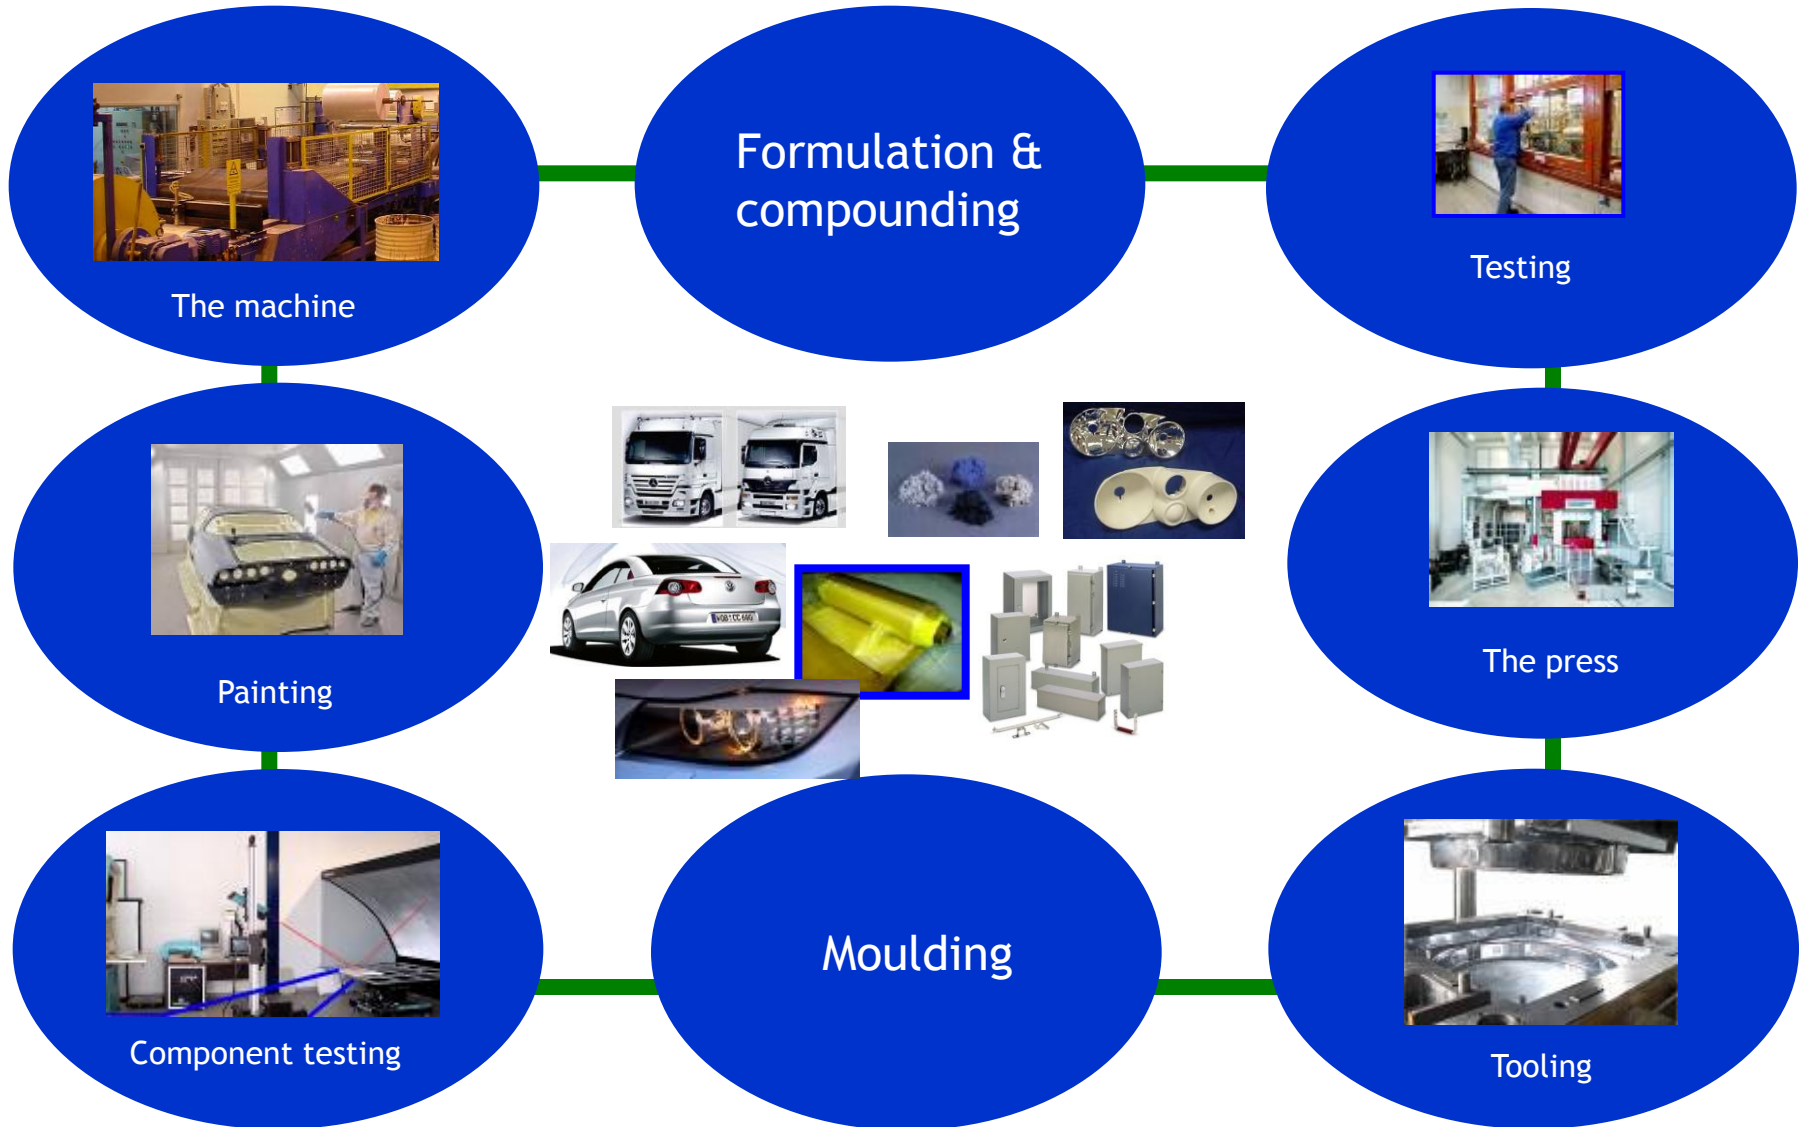 Formulation &
compounding
Testing
The machine
Painting
The press
Moulding
Component testing
Tooling